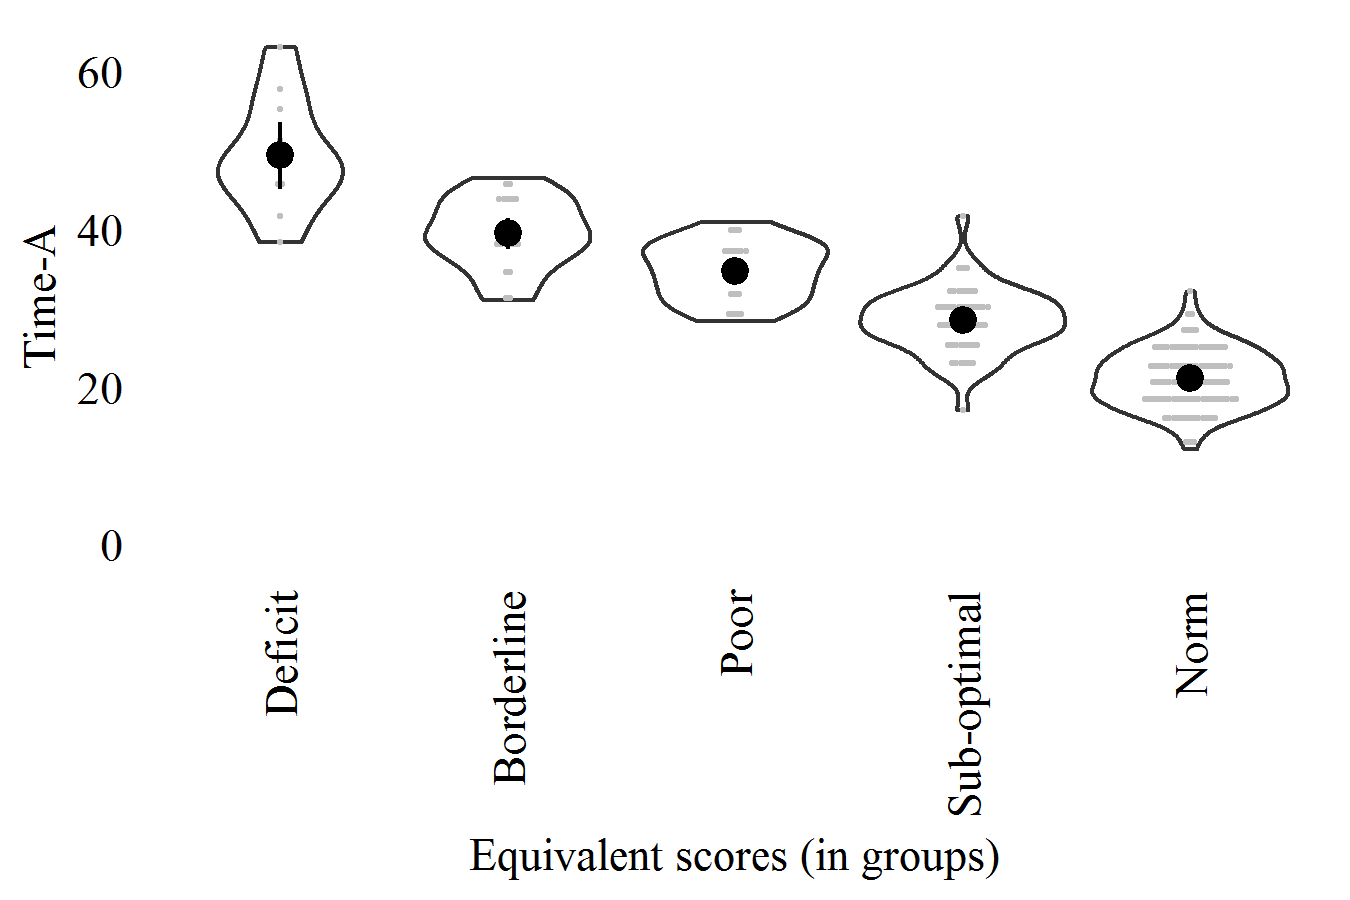 Time-A
60
40
20
0
Deficit
Borderline
Poor
Sub-optimal
Norm
Equivalent scores (in groups)